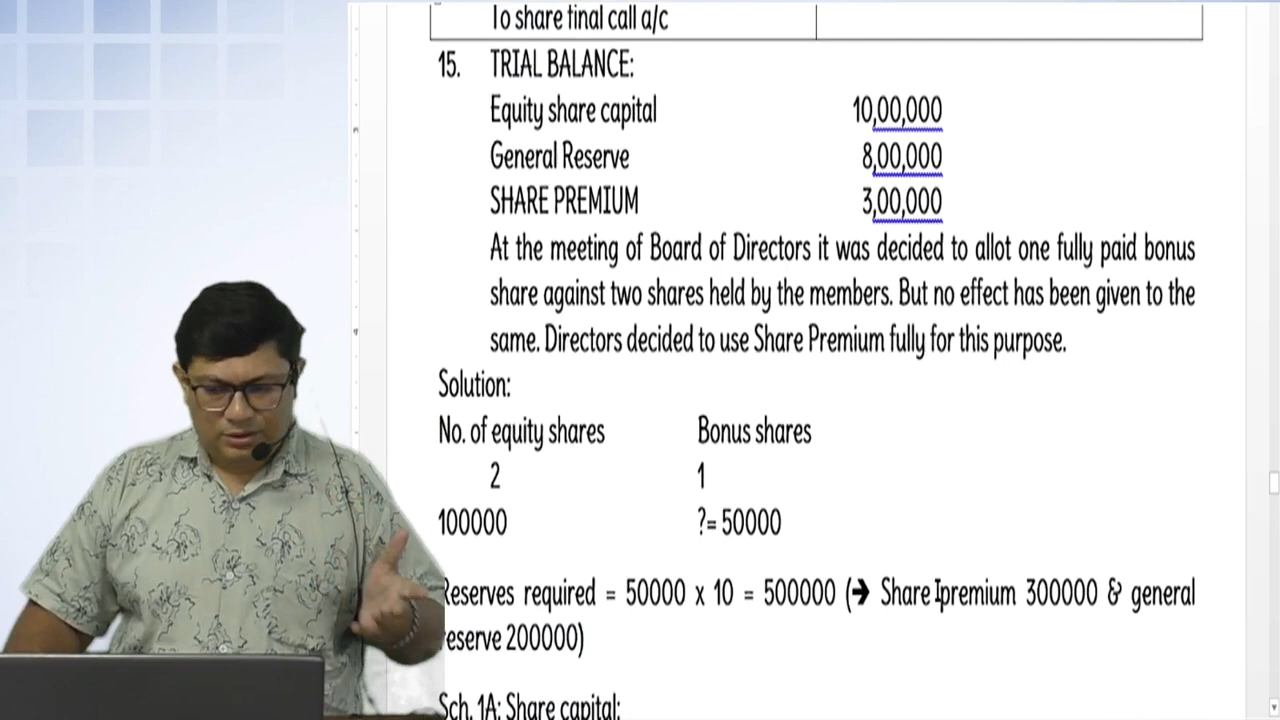 To share final call a/c
15. TRIAL BALANCE:
Equity share capital 10,00,000
General Reserve 8,00,000
SHARE PREMIUM 3,00,000
At the meeting of Board of Directors it was decided to allot one fully paid bonus
share against two shares held by the members. But no effect has been given to the
same. Directors decided to use Share Premium fully for this purpose.
Solution:
No. of equity shares Bonus shares
2 1
100000 ?= 50000
Reserves required = 50000 x 10 = 500000 (➔ Share premium 300000 & general
reserve 200000)
Sch. 1A: Share capital: